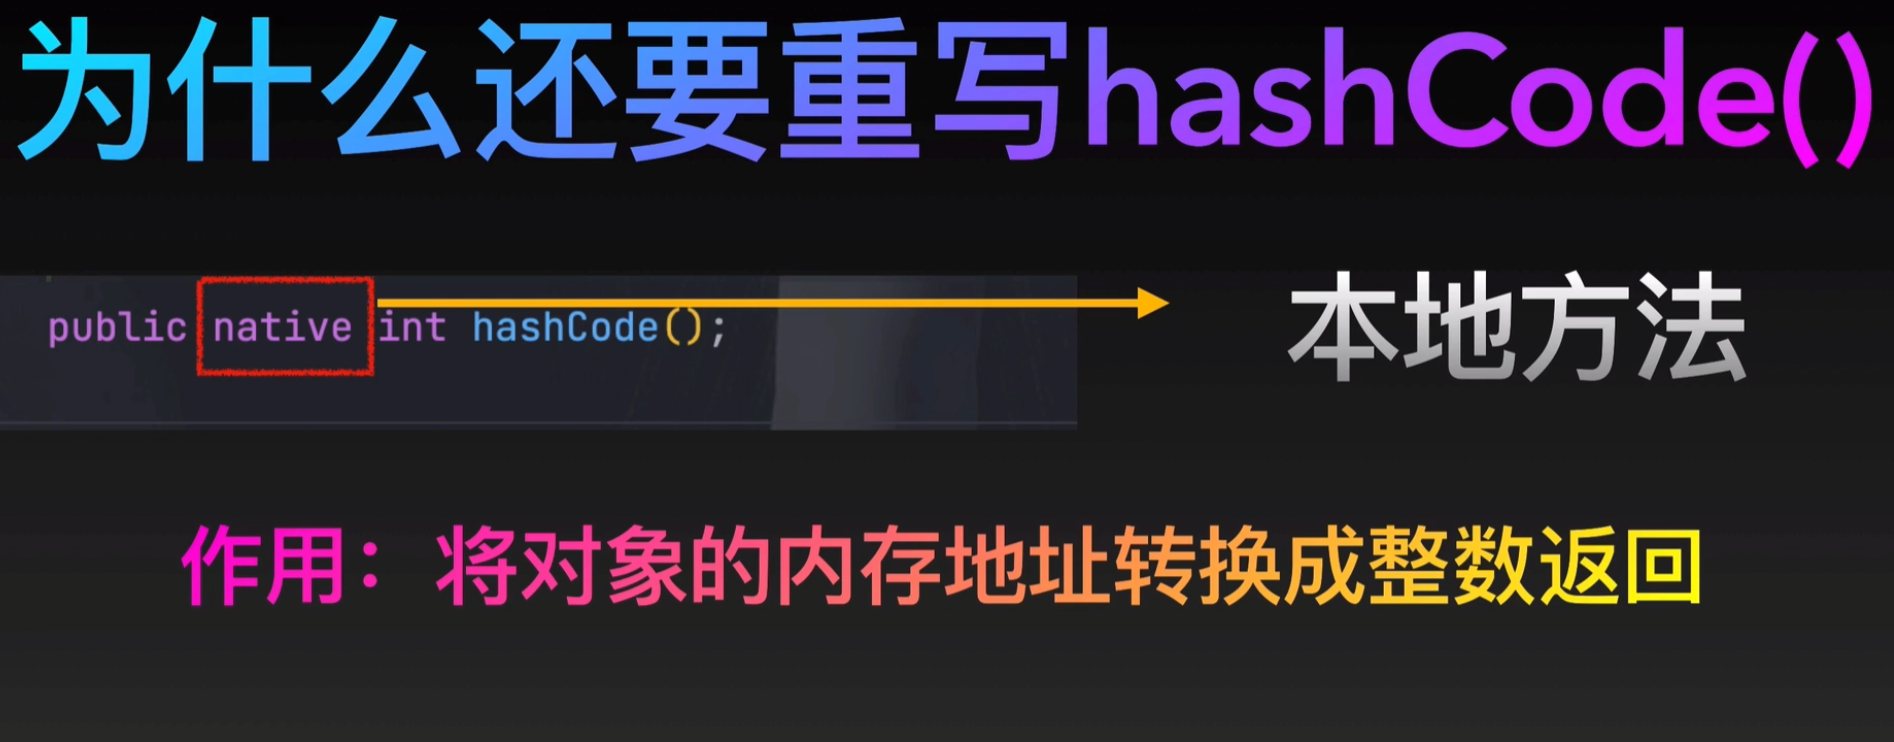 为什么还要重写hashCode()
public native int hashCode();
本地方法
作用：将对象的内存地址转换成整数返回